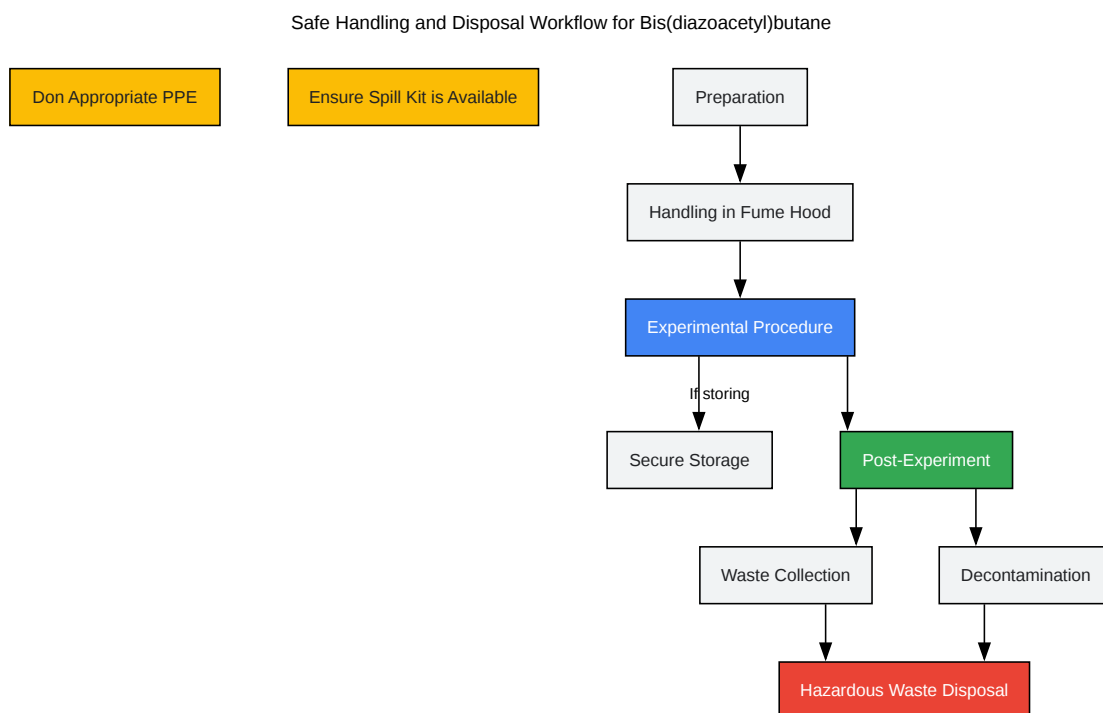 Safe Handling and Disposal Workflow for Bis(diazoacetyl)butane
Don Appropriate PPE
Ensure Spill Kit is Available
Preparation
Handling in Fume Hood
Experimental Procedure
If storing
Secure Storage
Post-Experiment
Waste Collection
Decontamination
Hazardous Waste Disposal